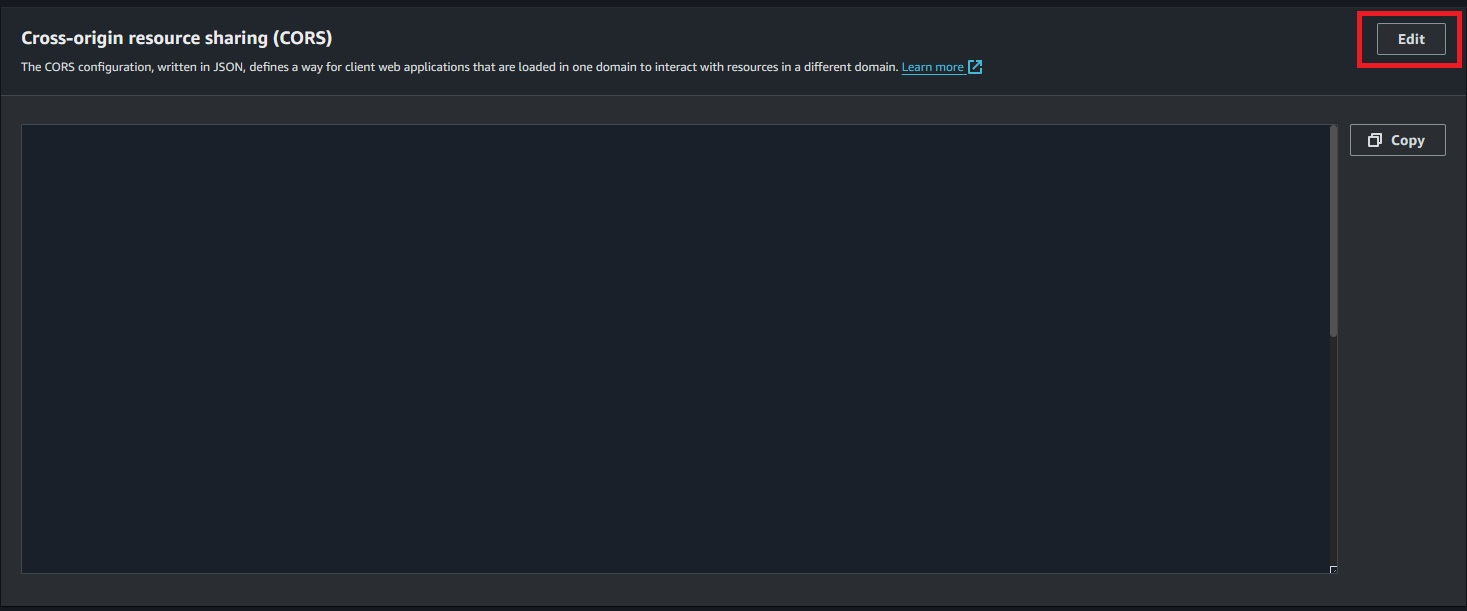 Cross-origin resource sharing (CORS)
Edit
The CORS configuration, written in JSON, defines a way for client web applications that are loaded in one domain to interact with resources in a different domain. Learn more
Copy